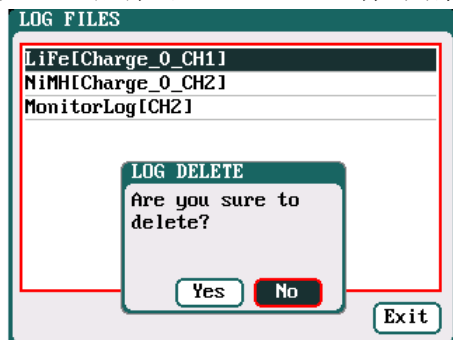 LOG FILES
LiFe[Charge_0_CH1]
NiMH[Charge_0_CH2]
MonitorLog[CH2]
LOG DELETE
Are you sure to
delete?
Yes No
Exit